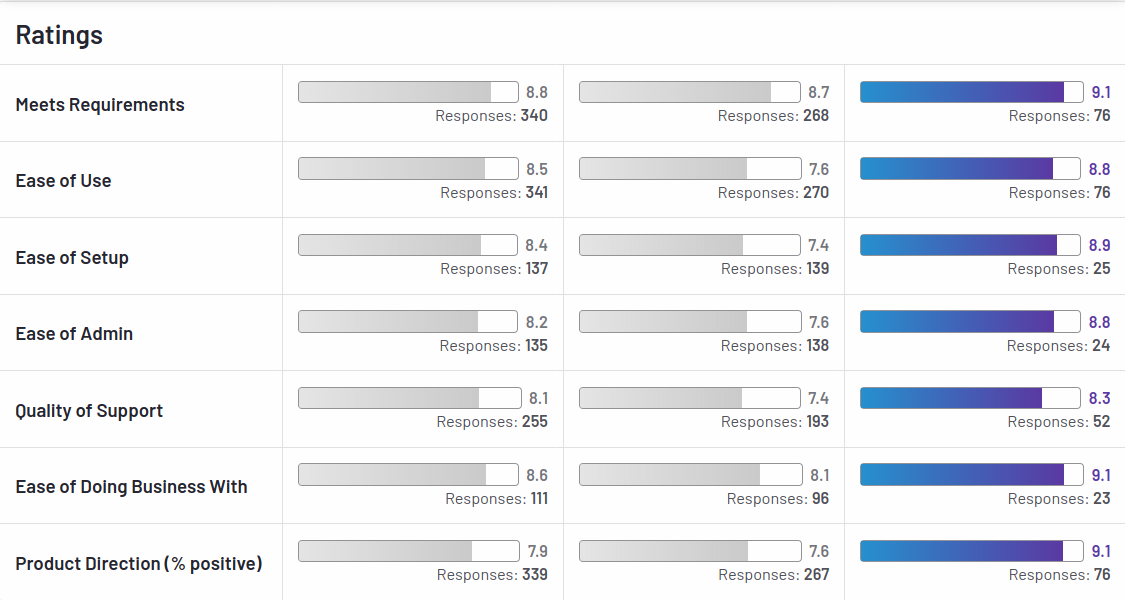 Ratings
Meets Requirements
8.8
Responses: 340
8.7
Responses: 268
9.1
Responses: 76
Ease of Use
8.5
Responses: 341
7.6
Responses: 270
8.8
Responses: 76
Ease of Setup
8.4
Responses: 137
7.4
Responses: 139
8.9
Responses: 25
Ease of Admin
8.2
Responses: 135
7.6
Responses: 138
8.8
Responses: 24
Quality of Support
8.1
Responses: 255
7.4
Responses: 193
8.3
Responses: 52
Ease of Doing Business With
8.6
Responses: 111
8.1
Responses: 96
9.1
Responses: 23
Product Direction (% positive)
7.9
Responses: 339
7.6
Responses: 267
9.1
Responses: 76